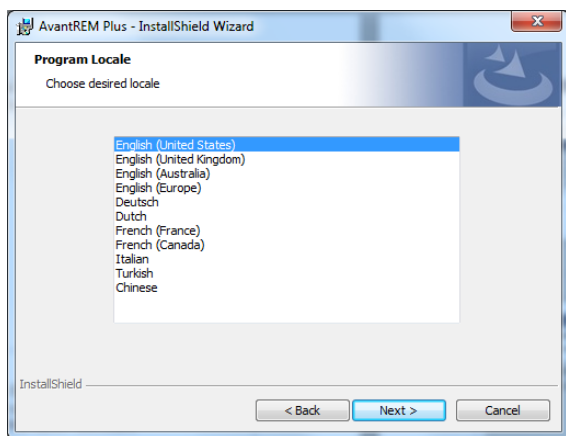 AvantREM Plus - InstallShield Wizard
Program Locale
Choose desired locale
English (United States)
English (United Kingdom)
English (Australia)
English (Europe)
Deutsch
Dutch
French (France)
French (Canada)
Italian
Turkish
Chinese
InstallShield
< Back Next > Cancel